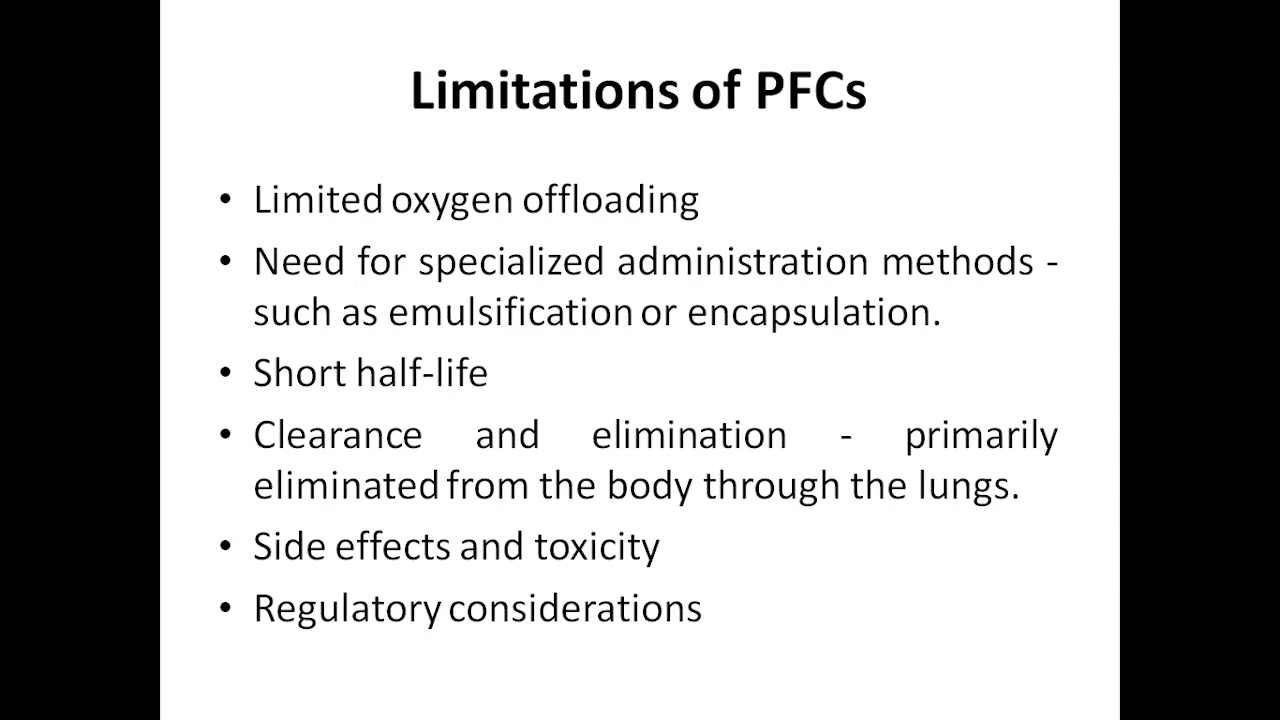 Limitations of PFCs
• Limited oxygen offloading
• Need for specialized administration methods -
such as emulsification or encapsulation.
• Short half-life
• Clearance and elimination - primarily
eliminated from the body through the lungs.
• Side effects and toxicity
• Regulatory considerations